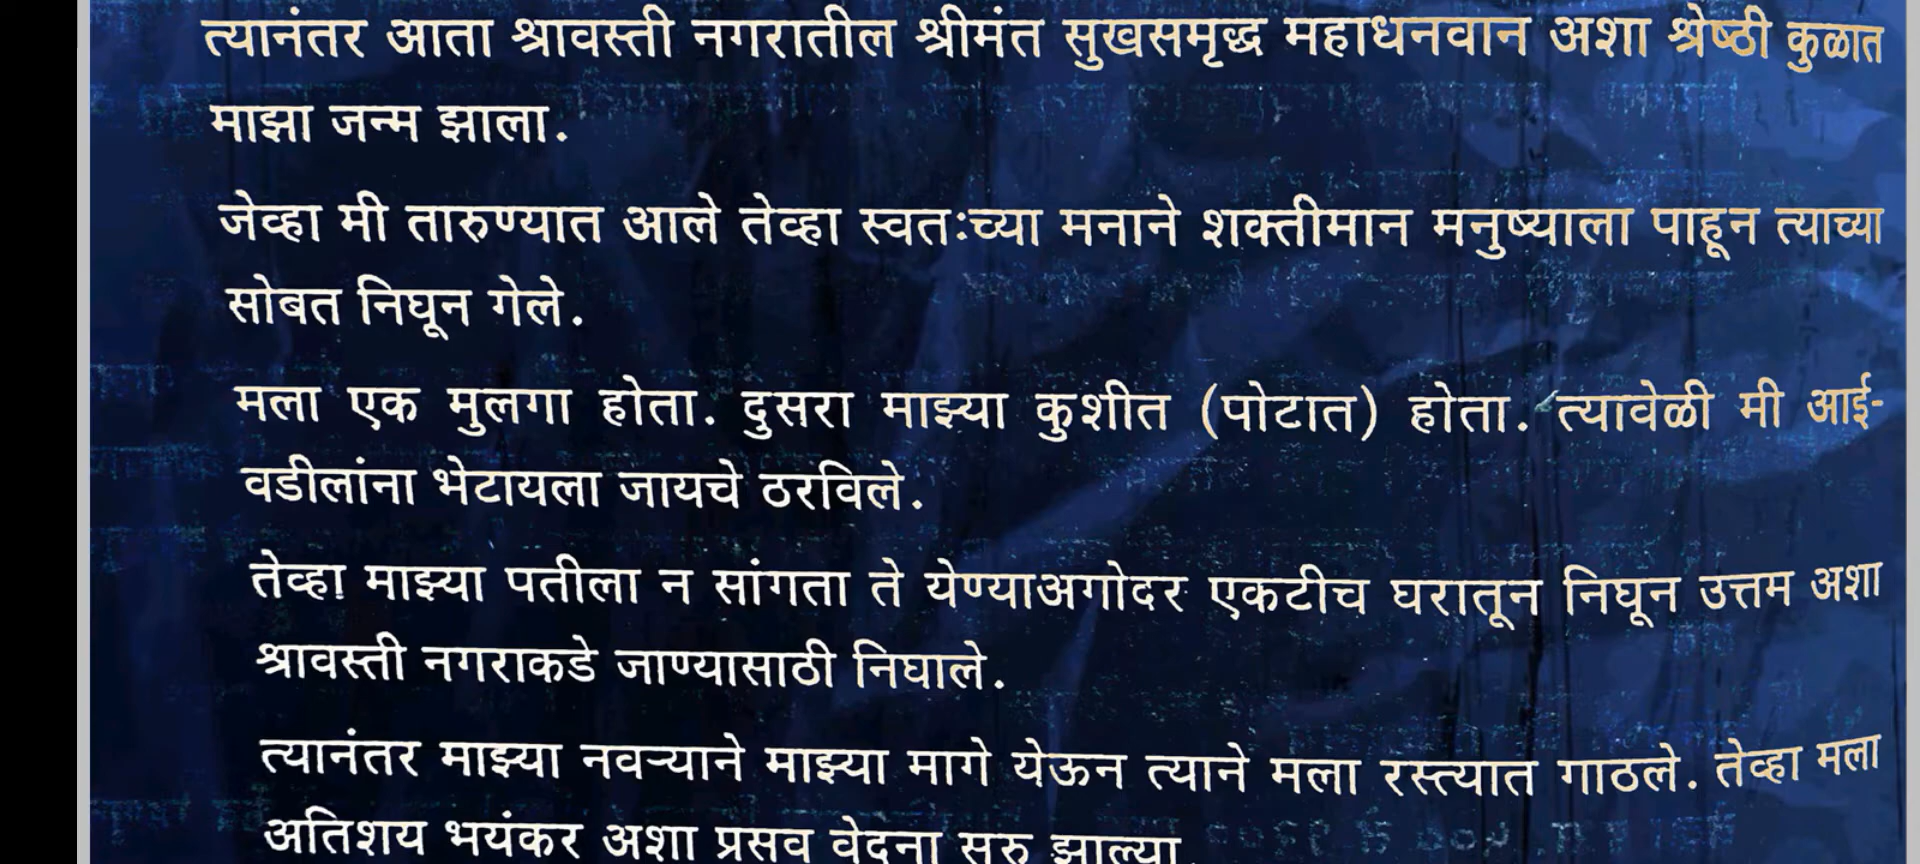 त्यानंतर आता श्रावस्ती नगरातील श्रीमंत सुखसमृद्ध महाधनवान अशा श्रेष्ठी कुळात
माझा जन्म झाला.
जेव्हा मी तारुण्यात आले तेव्हा स्वत:च्या मनाने शक्तीमान मनुष्याला पाहून त्याच्या
सोबत निघून गेले.
मला एक मुलगा होता. दुसरा माझ्या कुशीत (पोटात) होता. त्यावेळी मी आई-
वडीलांना भेटायला जायचे ठरविले.
तेव्हा माझ्या पतीला न सांगता ते येण्याअगोदर एकटीच घरातून निघून उत्तम अशा
श्रावस्ती नगराकडे जाण्यासाठी निघाले.
त्यानंतर माझ्या नवऱ्याने माझ्या मागे येऊन त्याने मला रस्त्यात गाठले. तेव्हा मला
अतिशय भयंकर अशा प्रसव वेदना सुरु झाल्या.